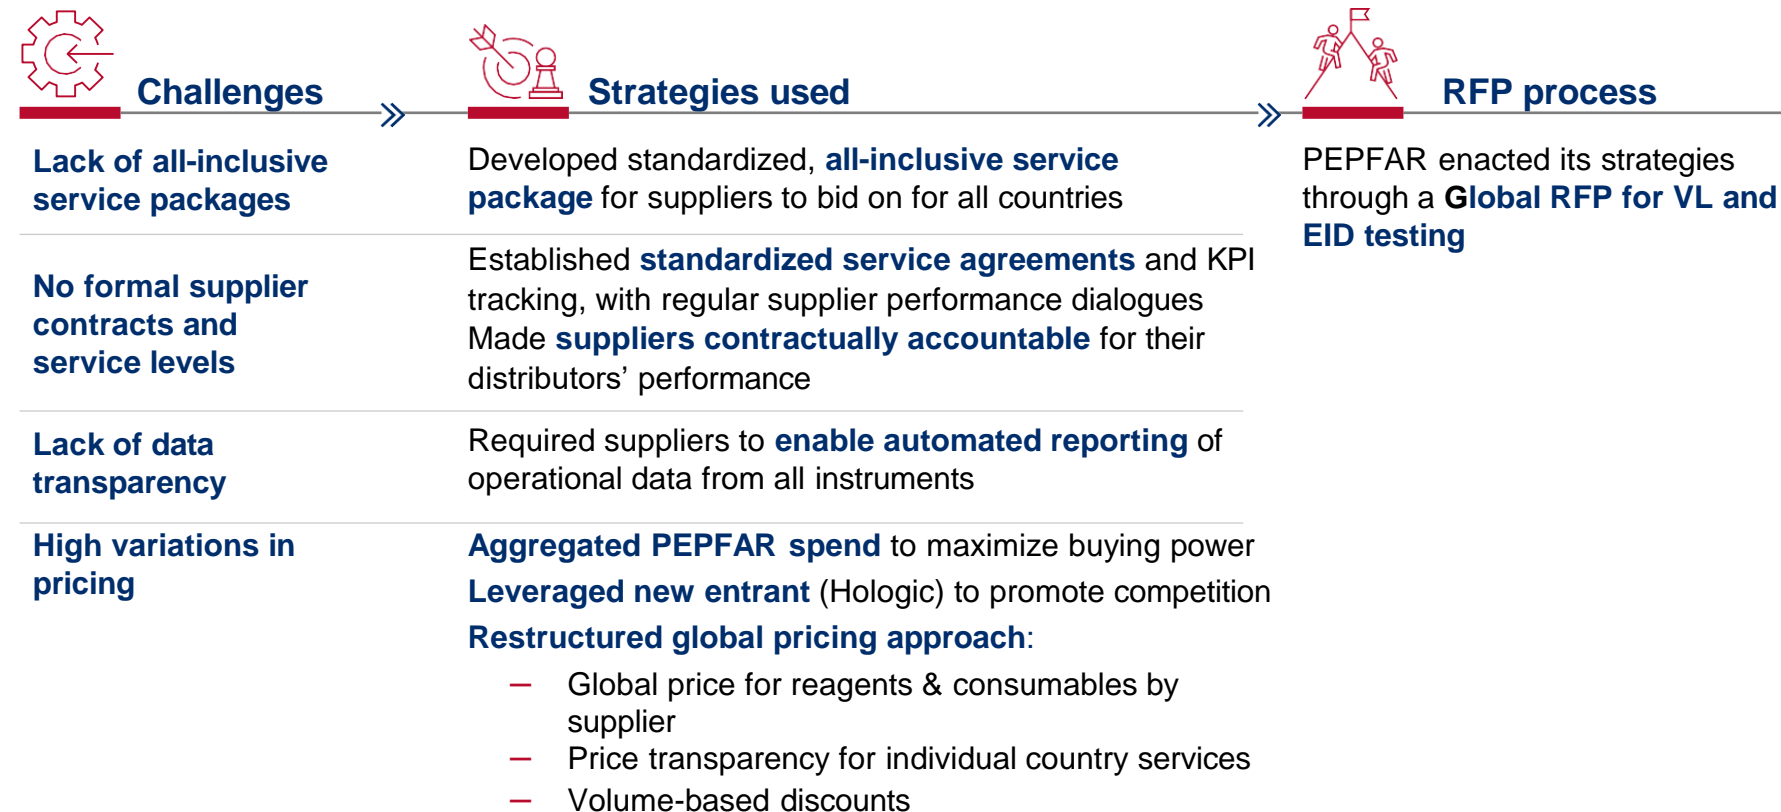 Challenges
Strategies used
RFP process
Lack of all-inclusive
service packages
Developed standardized, all-inclusive service
package for suppliers to bid on for all countries
PEPFAR enacted its strategies
through a Global RFP for VL and
EID testing
No formal supplier
contracts and
service levels
Established standardized service agreements and KPI
tracking, with regular supplier performance dialogues
Made suppliers contractually accountable for their
distributors’ performance
Lack of data
transparency
Required suppliers to enable automated reporting of
operational data from all instruments
High variations in
pricing
Aggregated PEPFAR spend to maximize buying power
Leveraged new entrant (Hologic) to promote competition
Restructured global pricing approach:
– Global price for reagents & consumables by
supplier
– Price transparency for individual country services
– Volume-based discounts